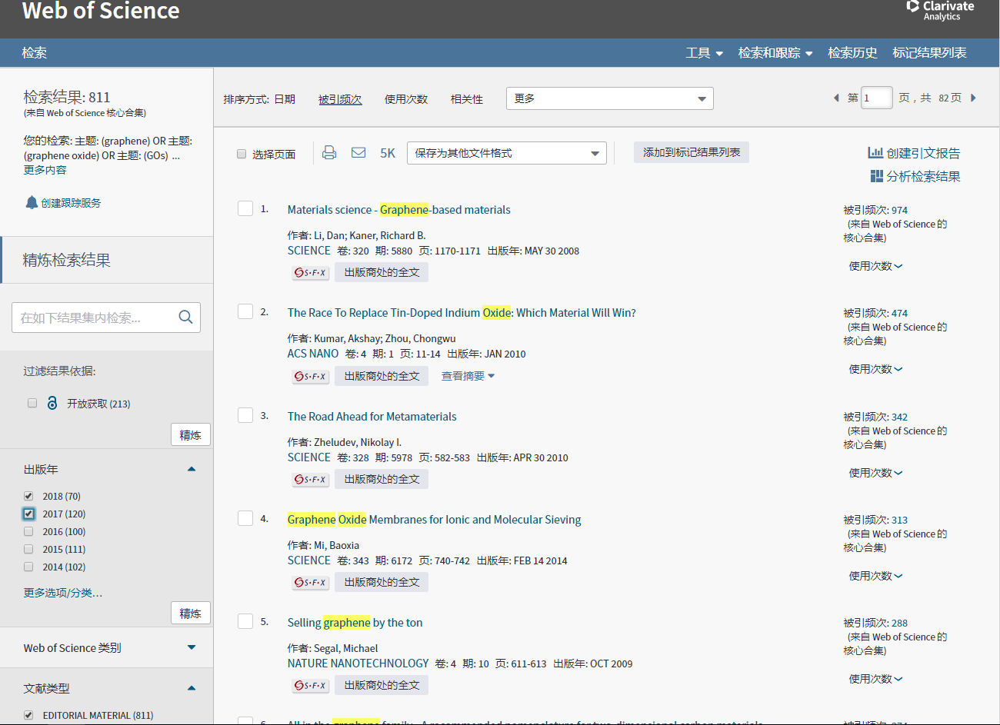 Web of Science
Clarivate
Analytics
检索
工具
检索和跟踪
检索历史
标记结果列表
检索结果: 811
(来自 Web of Science 核心合集)
您的检索: 主题: (graphene) OR 主题:
(graphene oxide) OR 主题: (GOs) ...
更多内容
创建跟踪服务
精炼检索结果
在如下结果集内检索...
过滤结果依据:
开放获取 (213)
精炼
出版年
2018 (70)
2017 (120)
2016 (100)
2015 (111)
2014 (102)
更多选项/分类...
精炼
Web of Science 类别
文献类型
EDITORIAL MATERIAL (811)
排序方式: 日期 被引频次 使用次数 相关性 更多
第 1 页 , 共 82 页
选择页面 5K 保存为其他文件格式 添加到标记结果列表
创建引文报告
分析检索结果
1. Materials science - Graphene-based materials
作者: Li, Dan; Kaner, Richard B.
SCIENCE 卷: 320 期: 5880 页: 1170-1171 出版年: MAY 30 2008
S·F·X 出版商处的全文
被引频次: 974
(来自 Web of Science 的
核心合集)
使用次数
2. The Race To Replace Tin-Doped Indium Oxide: Which Material Will Win?
作者: Kumar, Akshay; Zhou, Chongwu
ACS NANO 卷: 4 期: 1 页: 11-14 出版年: JAN 2010
S·F·X 出版商处的全文 查看摘要
被引频次: 474
(来自 Web of Science 的
核心合集)
使用次数
3. The Road Ahead for Metamaterials
作者: Zheludev, Nikolay I.
SCIENCE 卷: 328 期: 5978 页: 582-583 出版年: APR 30 2010
S·F·X 出版商处的全文
被引频次: 342
(来自 Web of Science 的
核心合集)
使用次数
4. Graphene Oxide Membranes for Ionic and Molecular Sieving
作者: Mi, Baoxia
SCIENCE 卷: 343 期: 6172 页: 740-742 出版年: FEB 14 2014
S·F·X 出版商处的全文
被引频次: 313
(来自 Web of Science 的
核心合集)
使用次数
5. Selling graphene by the ton
作者: Segal, Michael
NATURE NANOTECHNOLOGY 卷: 4 期: 10 页: 611-613 出版年: OCT 2009
S·F·X 出版商处的全文
被引频次: 288
(来自 Web of Science 的
核心合集)
使用次数
6. All in the graphene family - A recommended nomenclature for two-dimensional carbon materials